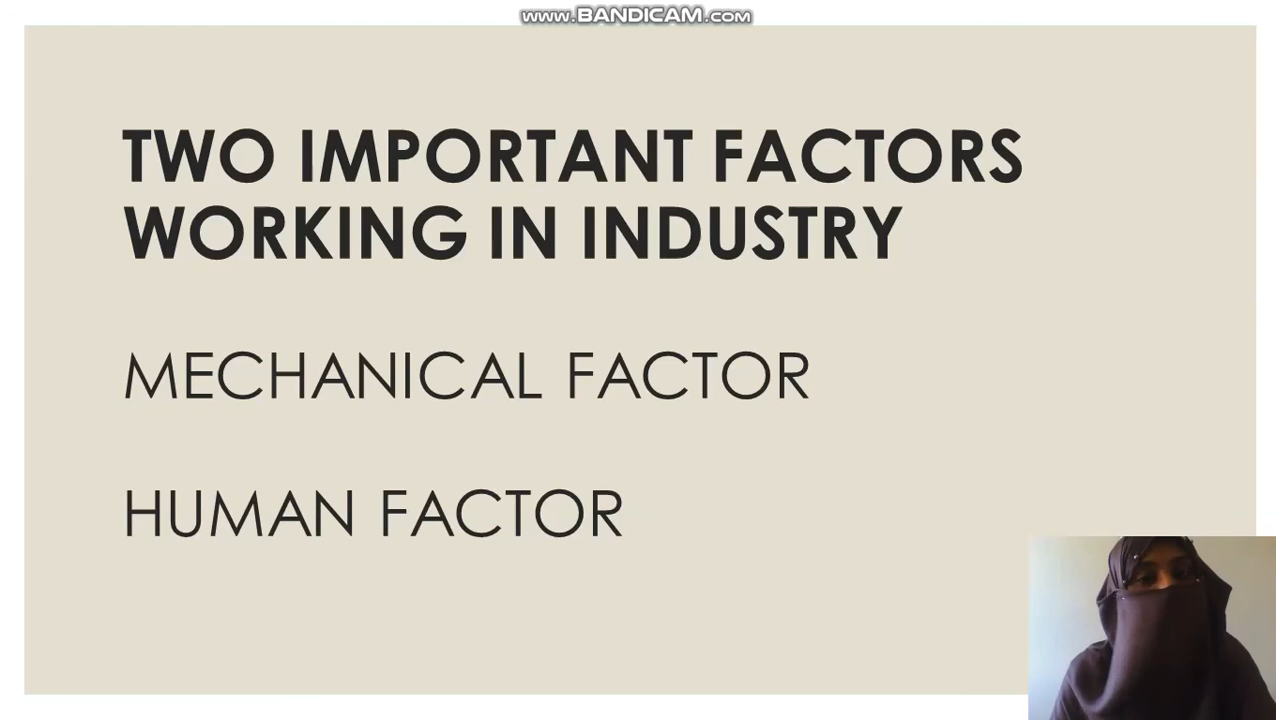 www.BANDICAM.com
TWO IMPORTANT FACTORS
WORKING IN INDUSTRY
MECHANICAL FACTOR
HUMAN FACTOR